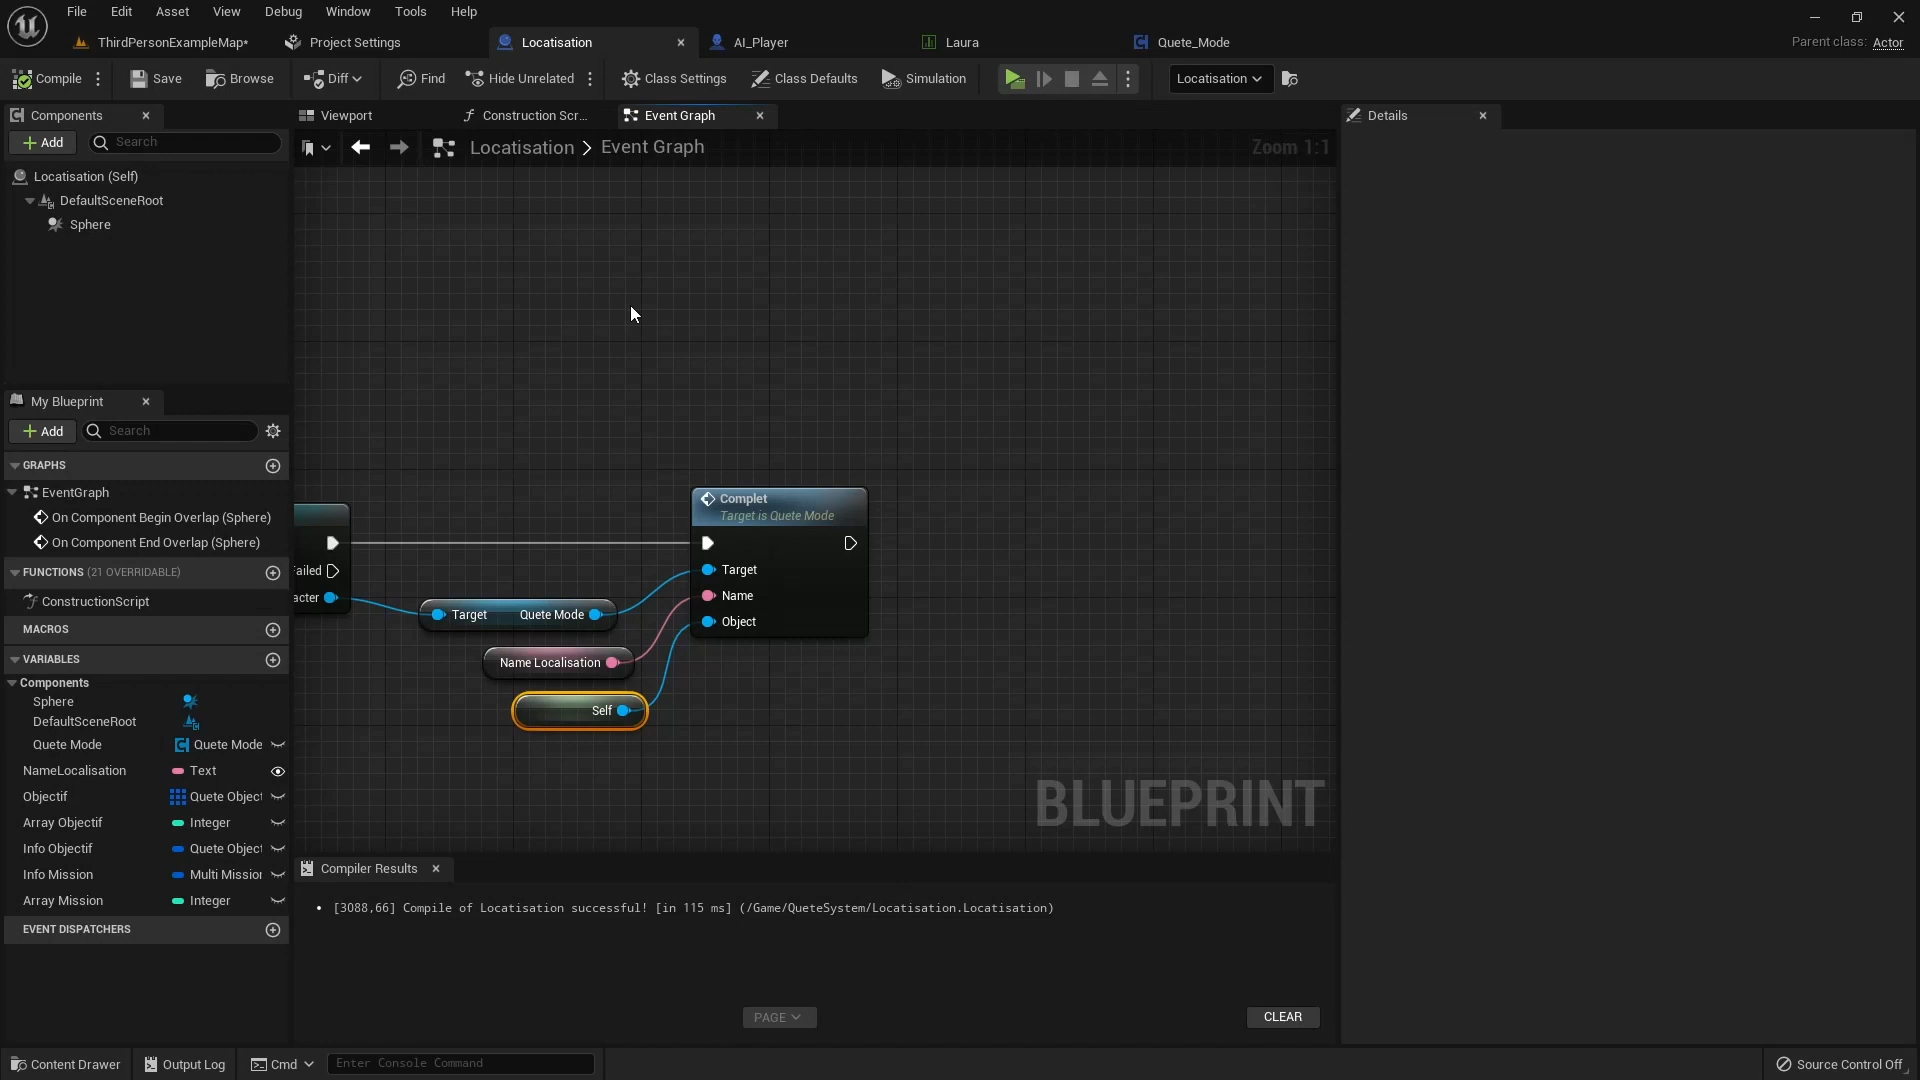 File Edit Asset View Debug Window Tools Help
ThirdPersonExampleMap* Project Settings Locatisation AI_Player Laura Quete_Mode Parent class: Actor
Compile Save Browse Diff Find Hide Unrelated Class Settings Class Defaults Simulation Locatisation
Components
Add Search
Locatisation (Self)
DefaultSceneRoot
Sphere
Viewport Construction Scr... Event Graph Details
Locatisation > Event Graph Zoom 1:1
My Blueprint
Add Search
GRAPHS
EventGraph
On Component Begin Overlap (Sphere)
On Component End Overlap (Sphere)
FUNCTIONS (21 OVERRIDABLE)
ConstructionScript
MACROS
VARIABLES
Components
Sphere
DefaultSceneRoot
Quete Mode Quete Mode
NameLocalisation Text
Objectif Quete Object
Array Objectif Integer
Info Objectif Quete Object
Info Mission Multi Mission
Array Mission Integer
EVENT DISPATCHERS
Complet
Target is Quete Mode
ailed
acter
Target Quete Mode
Name Localisation
Self
Target
Name
Object
BLUEPRINT
Compiler Results
• [3088,66] Compile of Locatisation successful! [in 115 ms] (/Game/QueteSystem/Locatisation.Locatisation)
PAGE CLEAR
Content Drawer Output Log Cmd Enter Console Command Source Control Off